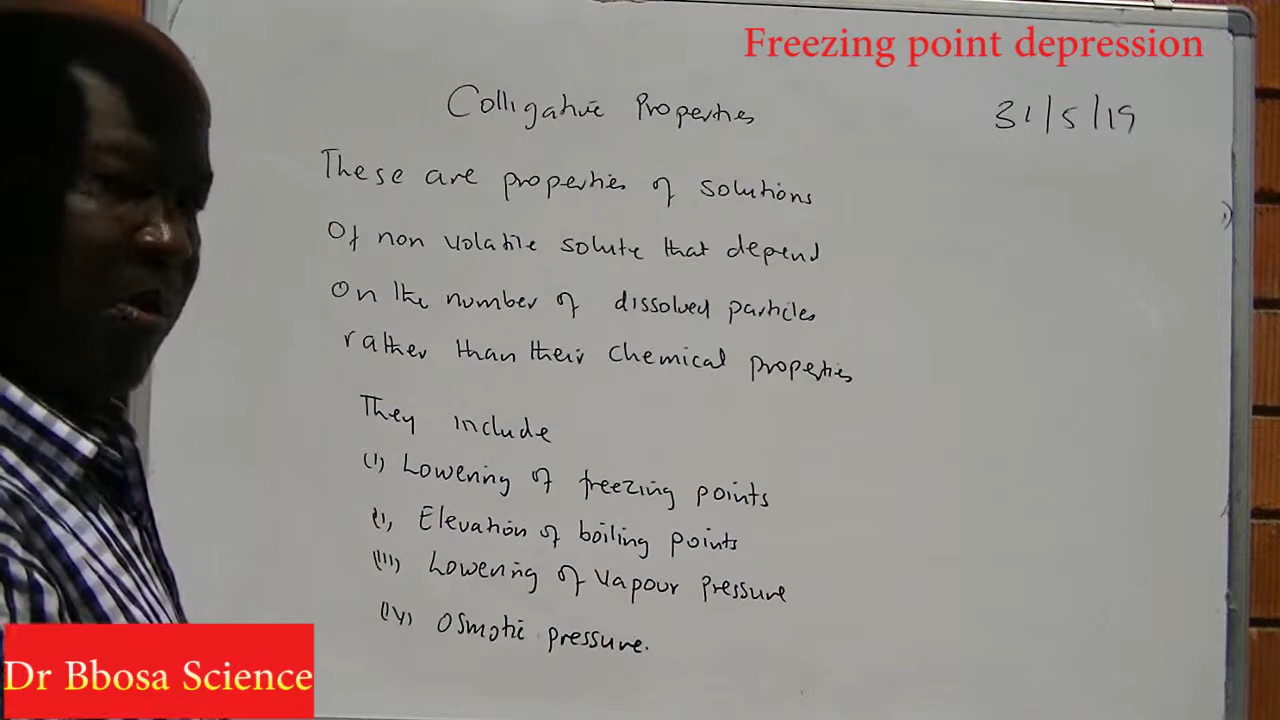 Freezing point depression
Colligative Properties
31/5/19
These are properties of solutions
Of non volatile solute that depend
On the number of dissolved particles
rather than their chemical properties
They include
(i) Lowering of freezing points
(i, Elevation of boiling points
(iii) Lowering of Vapour Pressure
(iv) Osmotic pressure.
Dr Bbosa Science